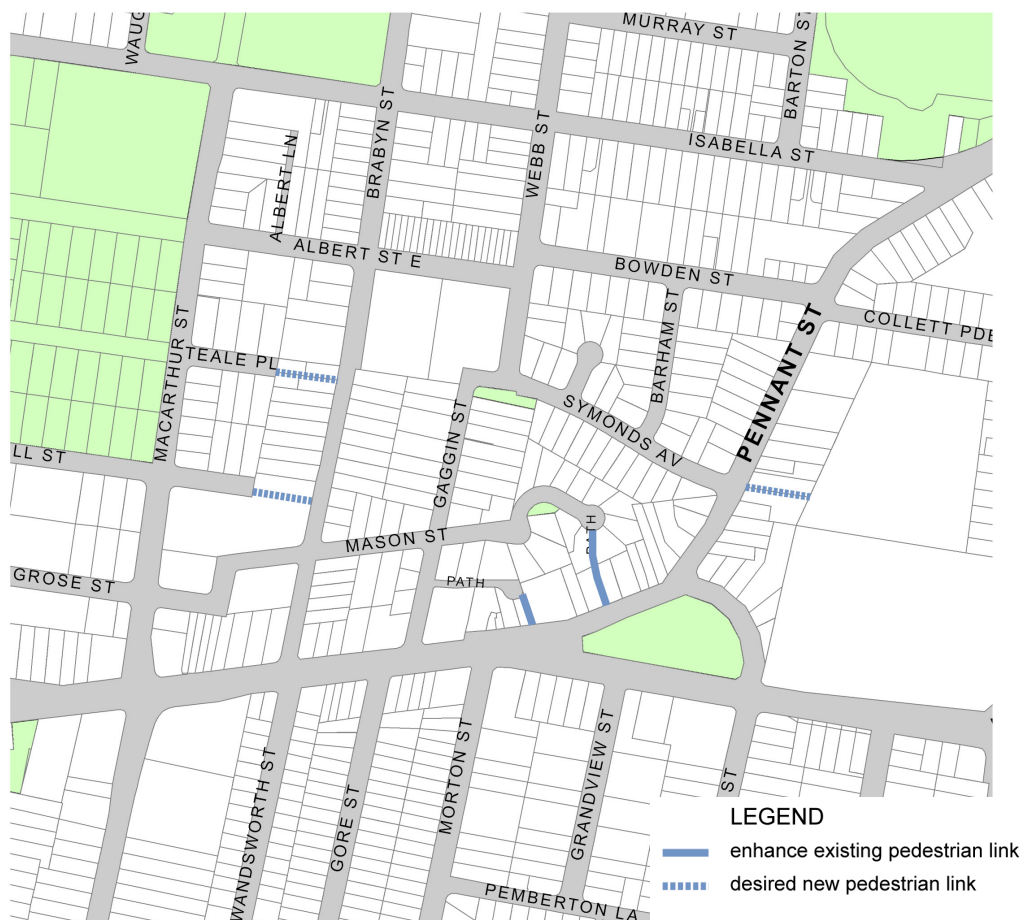 MURRAY ST
WAUG
BARTON ST
BRABYN ST
WEBB ST
ISABELLA ST
ALBERT LN
ALBERT ST E
BOWDEN ST
BARHAM ST
COLLETT PDE
PENNANT ST
MACARTHUR ST
TEALE PL
SYMONDS AV
GAGGIN ST
LL ST
MASON ST
PATH
GROSE ST
PATH
WANDSWORTH ST
GORE ST
MORTON ST
GRANDVIEW ST
ST
PEMBERTON LA
LEGEND
enhance existing pedestrian link
desired new pedestrian link